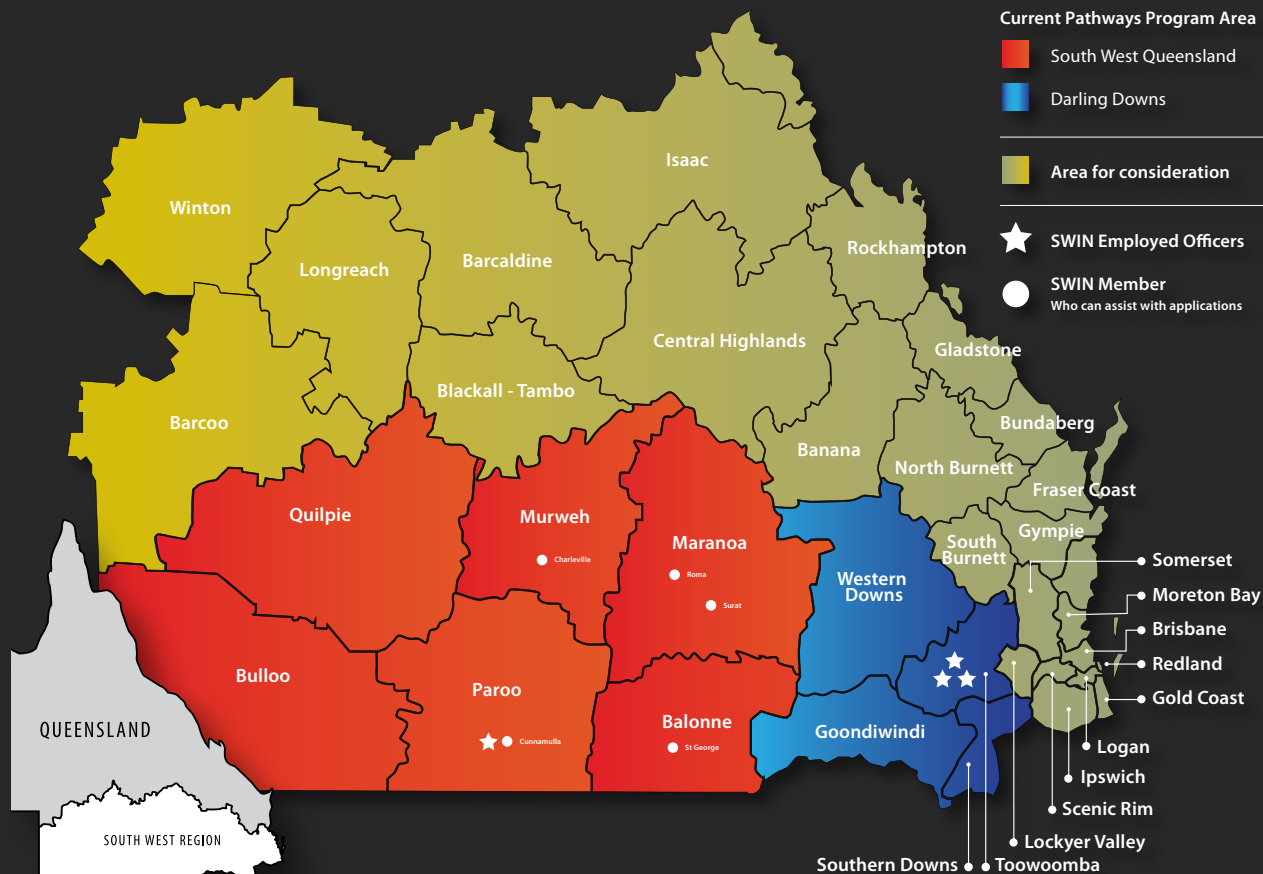 Current Pathways Program Area
South West Queensland
Darling Downs
Area for consideration
SWIN Employed Officers
SWIN Member
Who can assist with applications
Isaac
Winton
Rockhampton
Barcaldine
Longreach
Central Highlands
Gladstone
Blackall - Tambo
Barcoo
Bundaberg
Banana
North Burnett
Fraser Coast
Quilpie
Murweh
Gympie
Maranoa
South
Burnett
Charleville
Somerset
Roma
Western
Downs
Moreton Bay
Surat
Brisbane
Redland
Bulloo
Paroo
Gold Coast
Balonne
Goondiwindi
QUEENSLAND
Cunnamulla
St George
Logan
Ipswich
Scenic Rim
SOUTH WEST REGION
Lockyer Valley
Southern Downs
Toowoomba